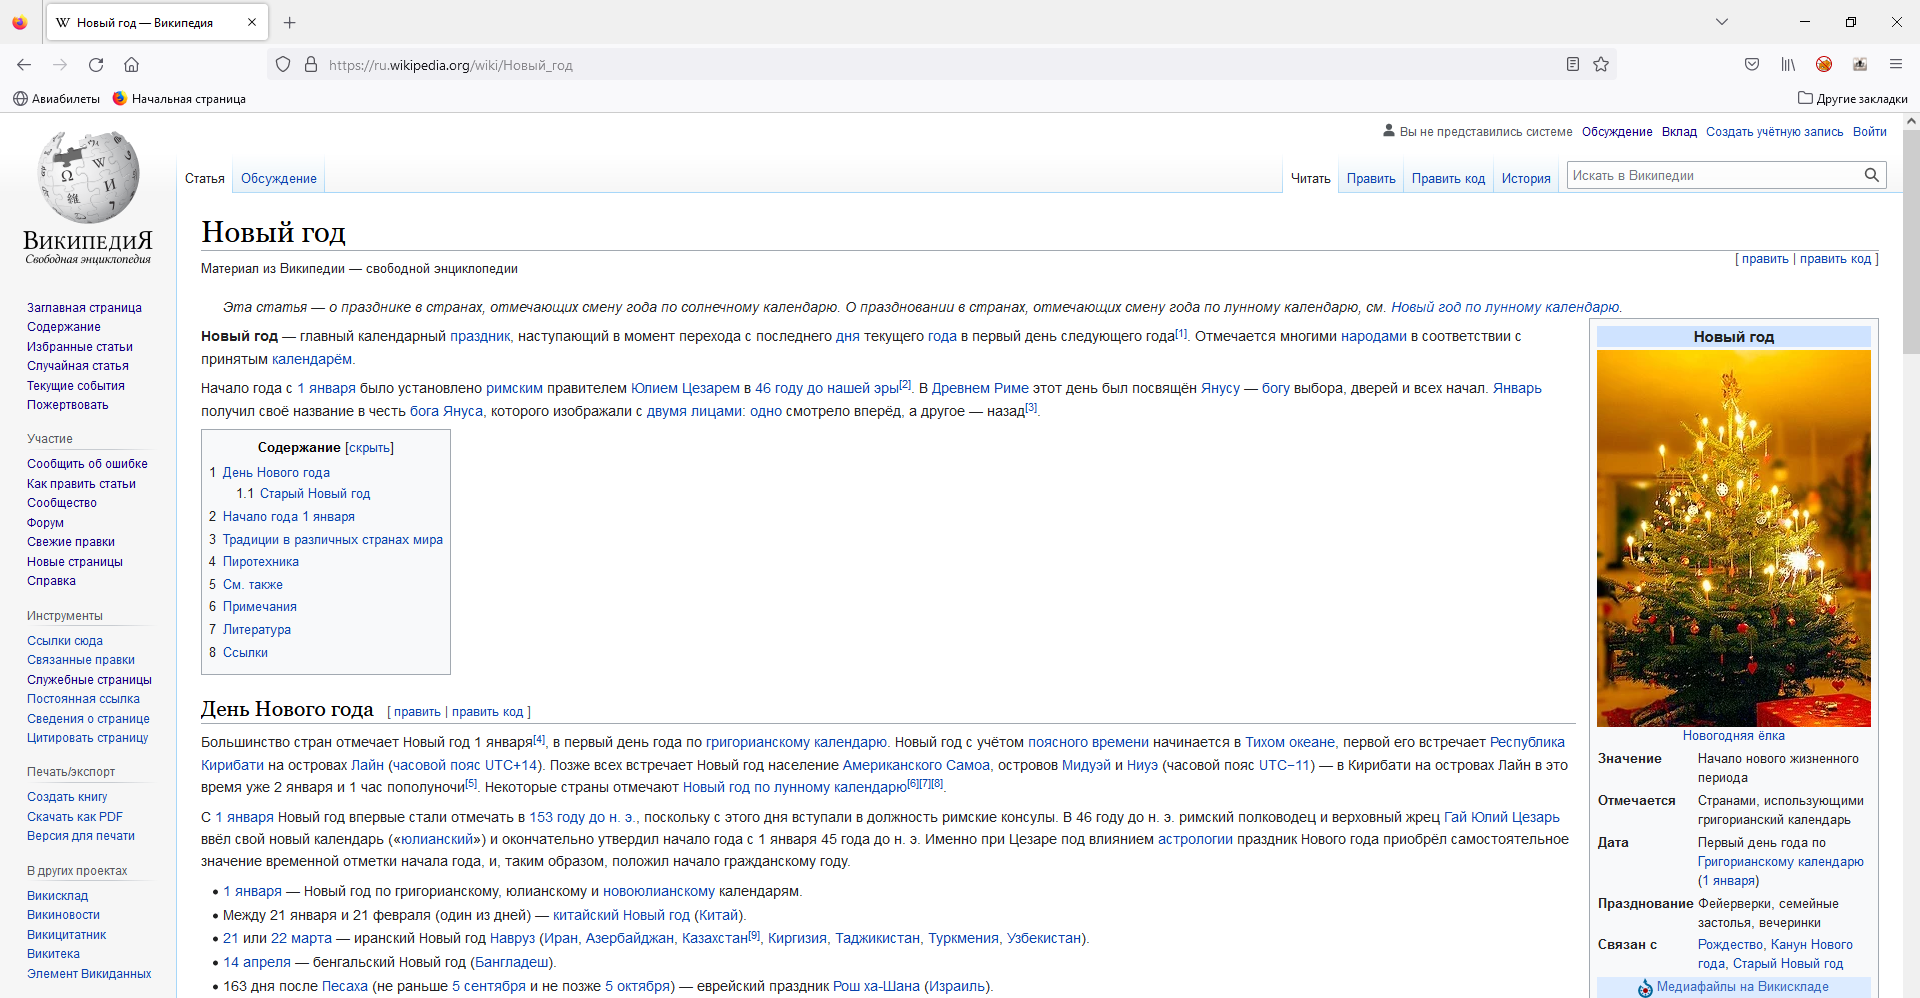 Новый год — Википедия
https://ru.wikipedia.org/wiki/Новый_год
Авиабилеты Начальная страница Другие закладки
Вы не представились системе Обсуждение Вклад Создать учётную запись Войти
ВикипедиЯ
Свободная энциклопедия
Статья Обсуждение Читать Править Править код История Искать в Википедии
Заглавная страница
Содержание
Избранные статьи
Случайная статья
Текущие события
Пожертвовать
Участие
Сообщить об ошибке
Как править статьи
Сообщество
Форум
Свежие правки
Новые страницы
Справка
Инструменты
Ссылки сюда
Связанные правки
Служебные страницы
Постоянная ссылка
Сведения о странице
Цитировать страницу
Печать/экспорт
Создать книгу
Скачать как PDF
Версия для печати
В других проектах
Викисклад
Викиновости
Викицитатник
Викитека
Элемент Викиданных
Новый год
Материал из Википедии — свободной энциклопедии
[ править | править код ]
Эта статья — о празднике в странах, отмечающих смену года по солнечному календарю. О праздновании в странах, отмечающих смену года по лунному календарю, см. Новый год по лунному календарю.
Новый год — главный календарный праздник, наступающий в момент перехода с последнего дня текущего года в первый день следующего года[1]. Отмечается многими народами в соответствии с
принятым календарём.
Начало года с 1 января было установлено римским правителем Юлием Цезарем в 46 году до нашей эры[2]. В Древнем Риме этот день был посвящён Янусу — богу выбора, дверей и всех начал. Январь
получил своё название в честь бога Януса, которого изображали с двумя лицами: одно смотрело вперёд, а другое — назад[3].
Содержание [скрыть]
1 День Нового года
1.1 Старый Новый год
2 Начало года 1 января
3 Традиции в различных странах мира
4 Пиротехника
5 См. также
6 Примечания
7 Литература
8 Ссылки
День Нового года [ править | править код ]
Большинство стран отмечает Новый год 1 января[4], в первый день года по григорианскому календарю. Новый год с учётом поясного времени начинается в Тихом океане, первой его встречает Республика
Кирибати на островах Лайн (часовой пояс UTC+14). Позже всех встречает Новый год население Американского Самоа, островов Мидуэй и Ниуэ (часовой пояс UTC−11) — в Кирибати на островах Лайн в это
время уже 2 января и 1 час пополуночи[5]. Некоторые страны отмечают Новый год по лунному календарю[6][7][8].
С 1 января Новый год впервые стали отмечать в 153 году до н. э., поскольку с этого дня вступали в должность римские консулы. В 46 году до н. э. римский полководец и верховный жрец Гай Юлий Цезарь
ввёл свой новый календарь («юлианский») и окончательно утвердил начало года с 1 января 45 года до н. э. Именно при Цезаре под влиянием астрологии праздник Нового года приобрёл самостоятельное
значение временной отметки начала года, и, таким образом, положил начало гражданскому году.
• 1 января — Новый год по григорианскому, юлианскому и новоюлианскому календарям.
• Между 21 января и 21 февраля (один из дней) — китайский Новый год (Китай).
• 21 или 22 марта — иранский Новый год Навруз (Иран, Азербайджан, Казахстан[9], Киргизия, Таджикистан, Туркмения, Узбекистан).
• 14 апреля — бенгальский Новый год (Бангладеш).
• 163 дня после Песаха (не раньше 5 сентября и не позже 5 октября) — еврейский праздник Рош ха-Шана (Израиль).
Новый год
Новогодняя ёлка
Значение Начало нового жизненного
периода
Отмечается Странами, использующими
григорианский календарь
Дата Первый день года по
Григорианскому календарю
(1 января)
Празднование Фейерверки, семейные
застолья, вечеринки
Связан с Рождество, Канун Нового
года, Старый Новый год
Медиафайлы на Викискладе